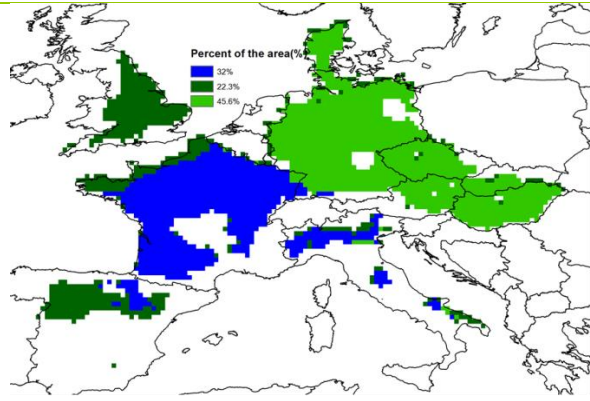 Percent of the area(%)
32%
22.3%
45.6%